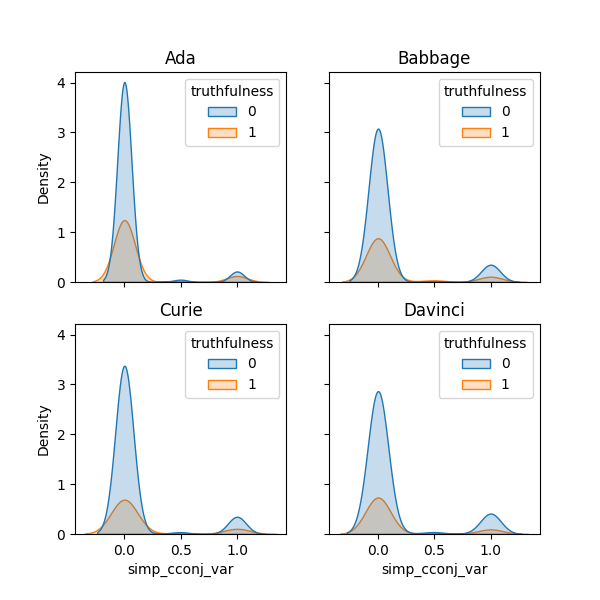 Ada
Babbage
truthfulness
0
1
truthfulness
0
1
4
3
2
1
0
Density
Curie
Davinci
truthfulness
0
1
truthfulness
0
1
4
3
2
1
0
Density
0.0 0.5 1.0
0.0 0.5 1.0
simp_cconj_var
simp_cconj_var